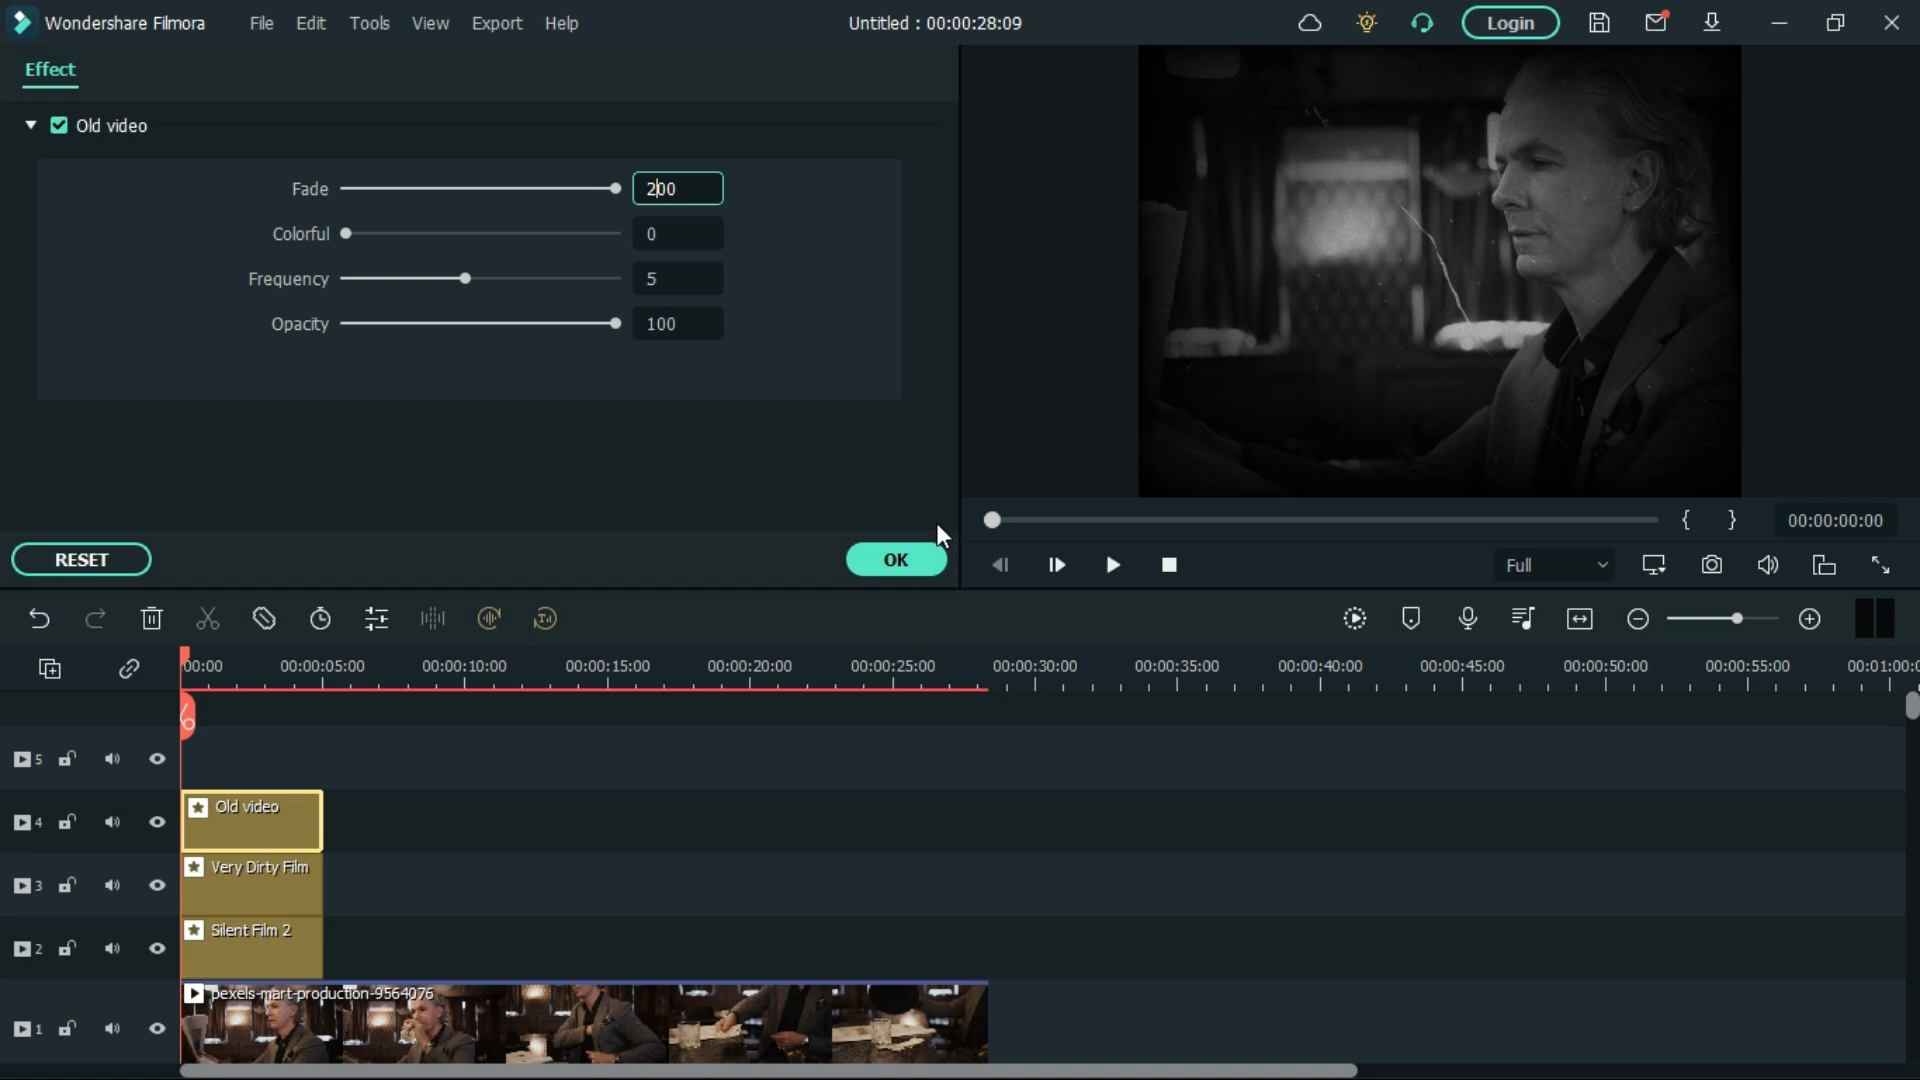 Wondershare Filmora File Edit Tools View Export Help Untitled : 00:00:28:09 Login
Effect
Old video
Fade 200
Colorful 0
Frequency 5
Opacity 100
{ } 00:00:00:00
RESET OK Full
00:00 00:00:05:00 00:00:10:00 00:00:15:00 00:00:20:00 00:00:25:00 00:00:30:00 00:00:35:00 00:00:40:00 00:00:45:00 00:00:50:00 00:00:55:00 00:01:00:0
5
4 Old video
3 Very Dirty Film
2 Silent Film 2
pexels-mart-production-9564076
1